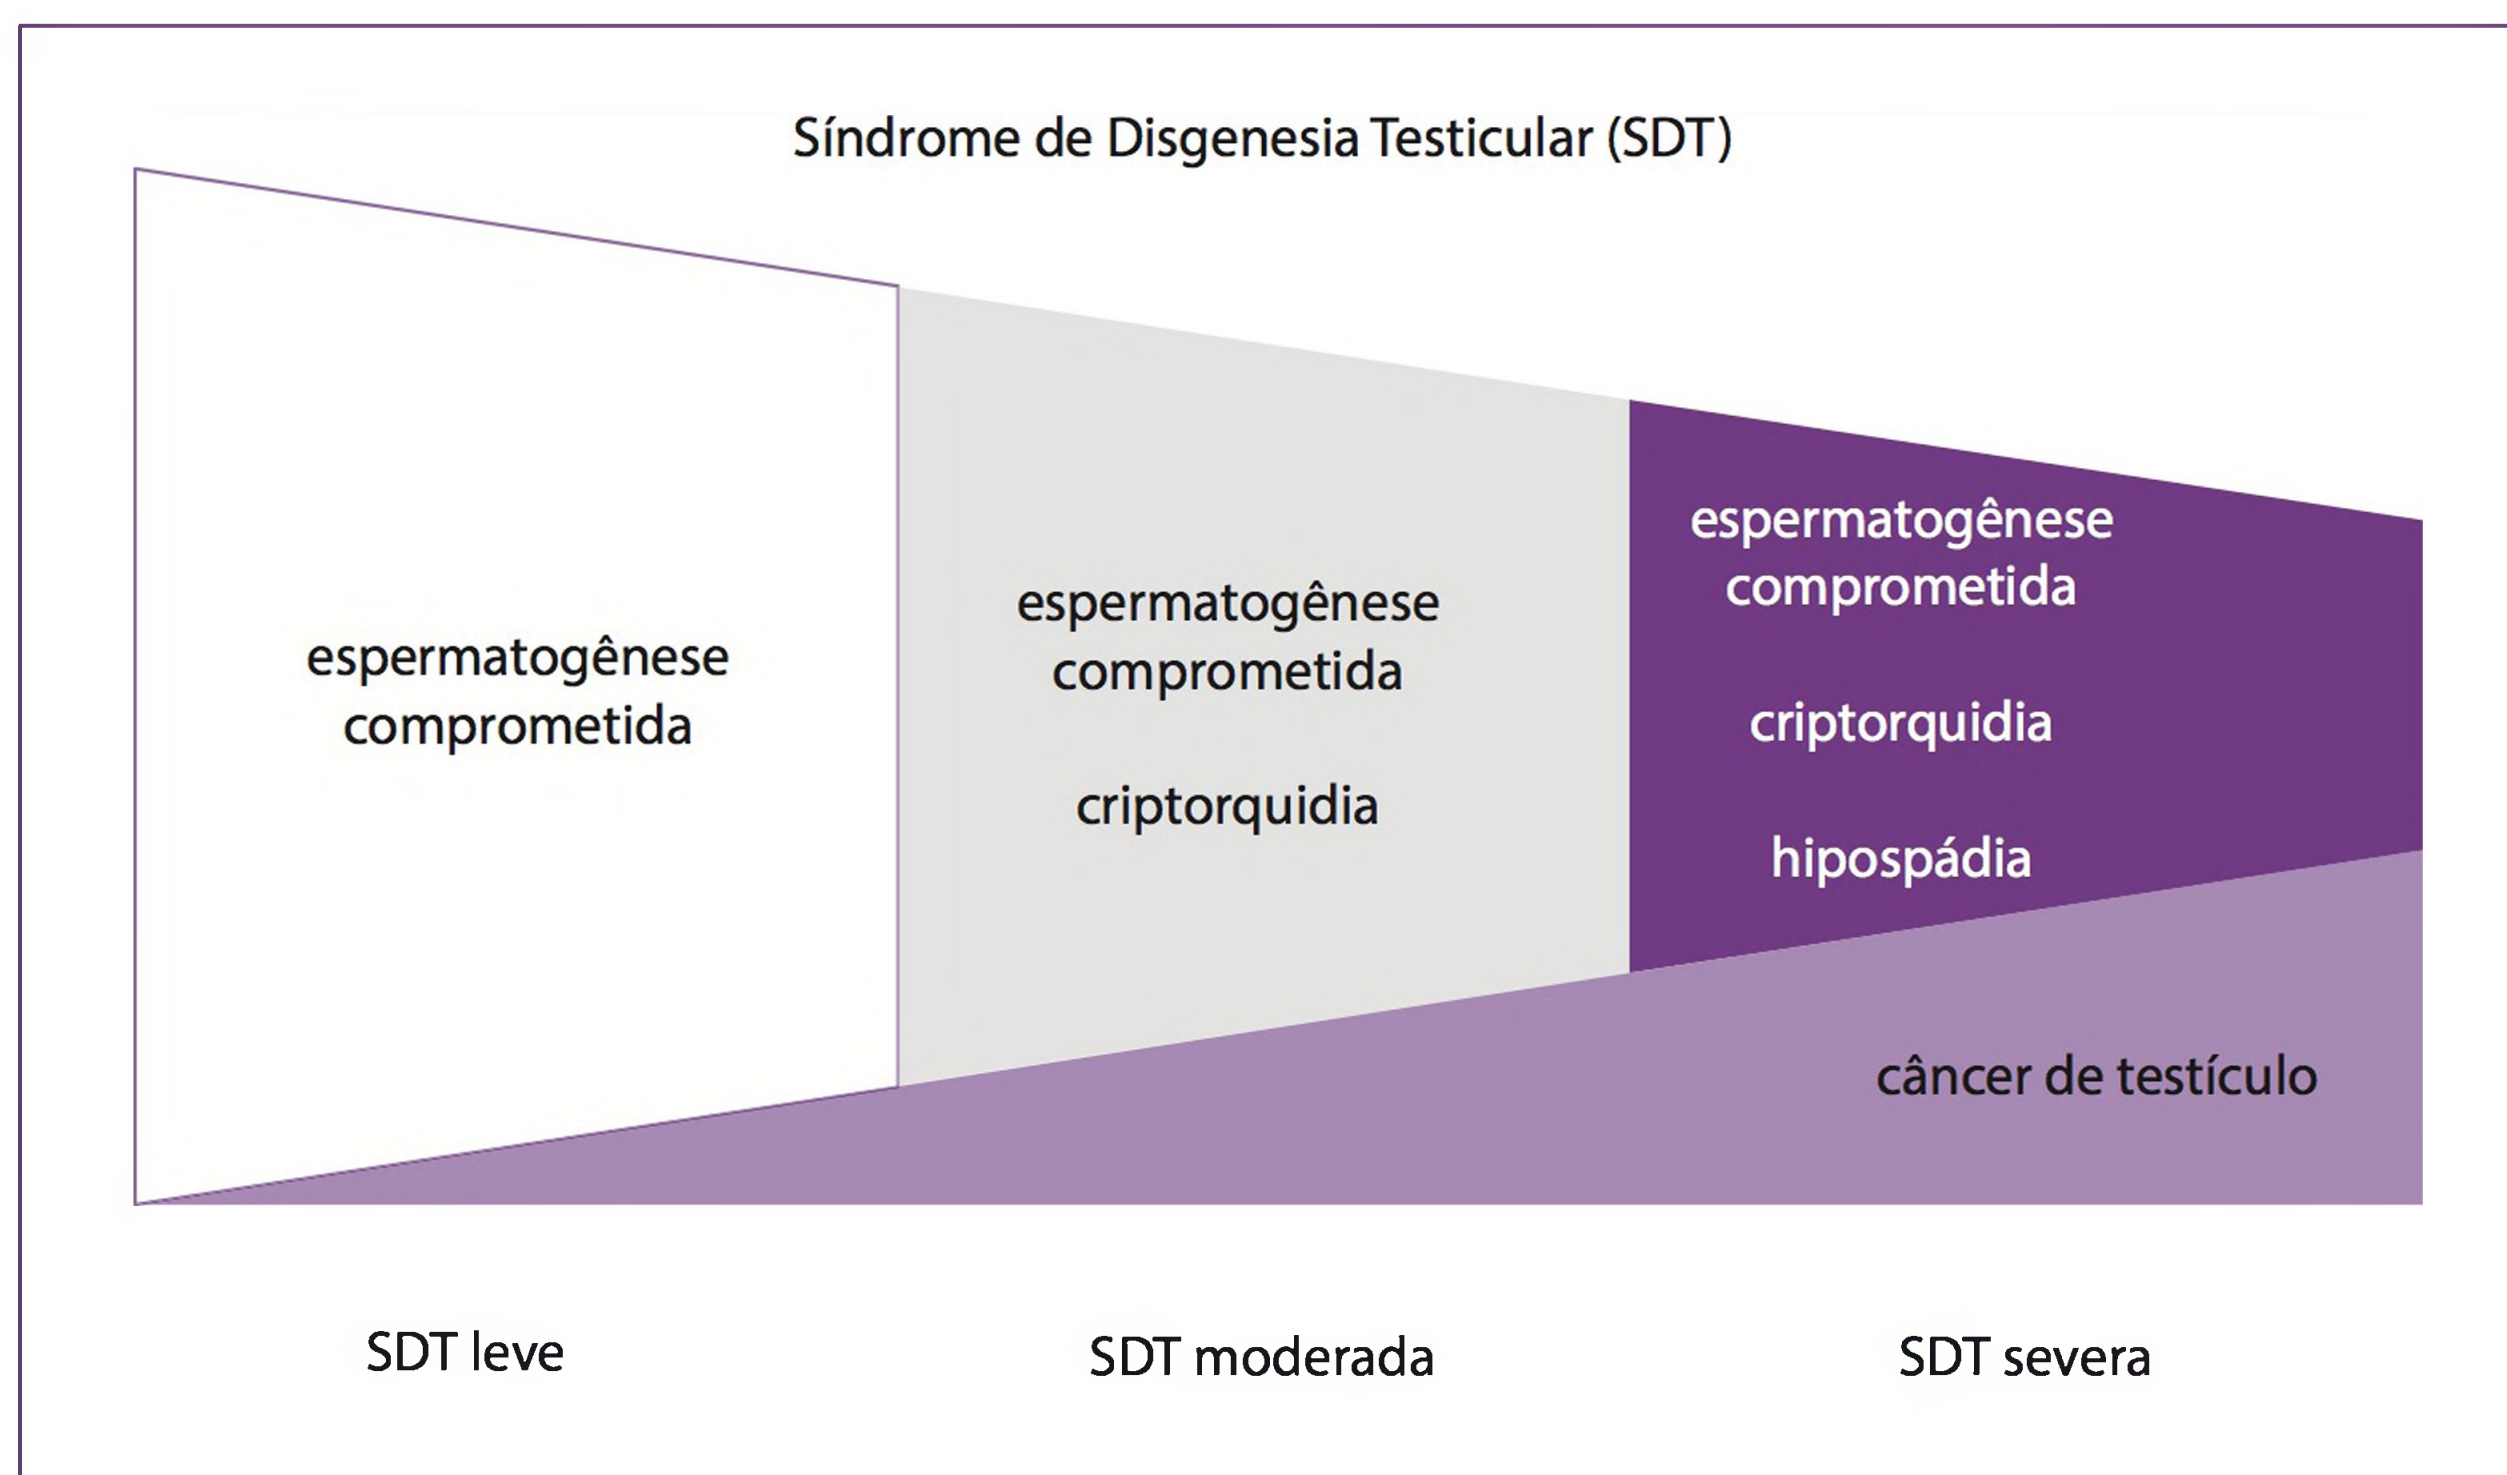 Síndrome de Disgenesia Testicular (SDT)
espermatogênese
comprometida
espermatogênese
comprometida
criptorquidia
espermatogênese
comprometida
criptorquidia
hipospádia
câncer de testículo
SDT leve
SDT moderada
SDT severa